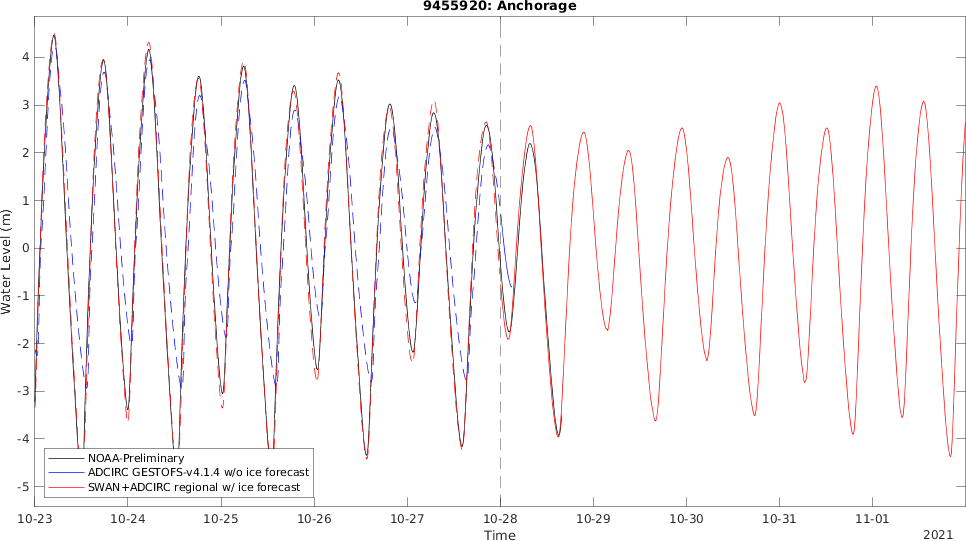 9455920: Anchorage
Water Level (m)
4
3
2
1
0
-1
-2
-3
-4
-5
NOAA-Preliminary
ADCIRC GESTOFS-v4.1.4 w/o ice forecast
SWAN+ADCIRC regional w/ ice forecast
10-23 10-24 10-25 10-26 10-27 10-28 10-29 10-30 10-31 11-01
Time
2021